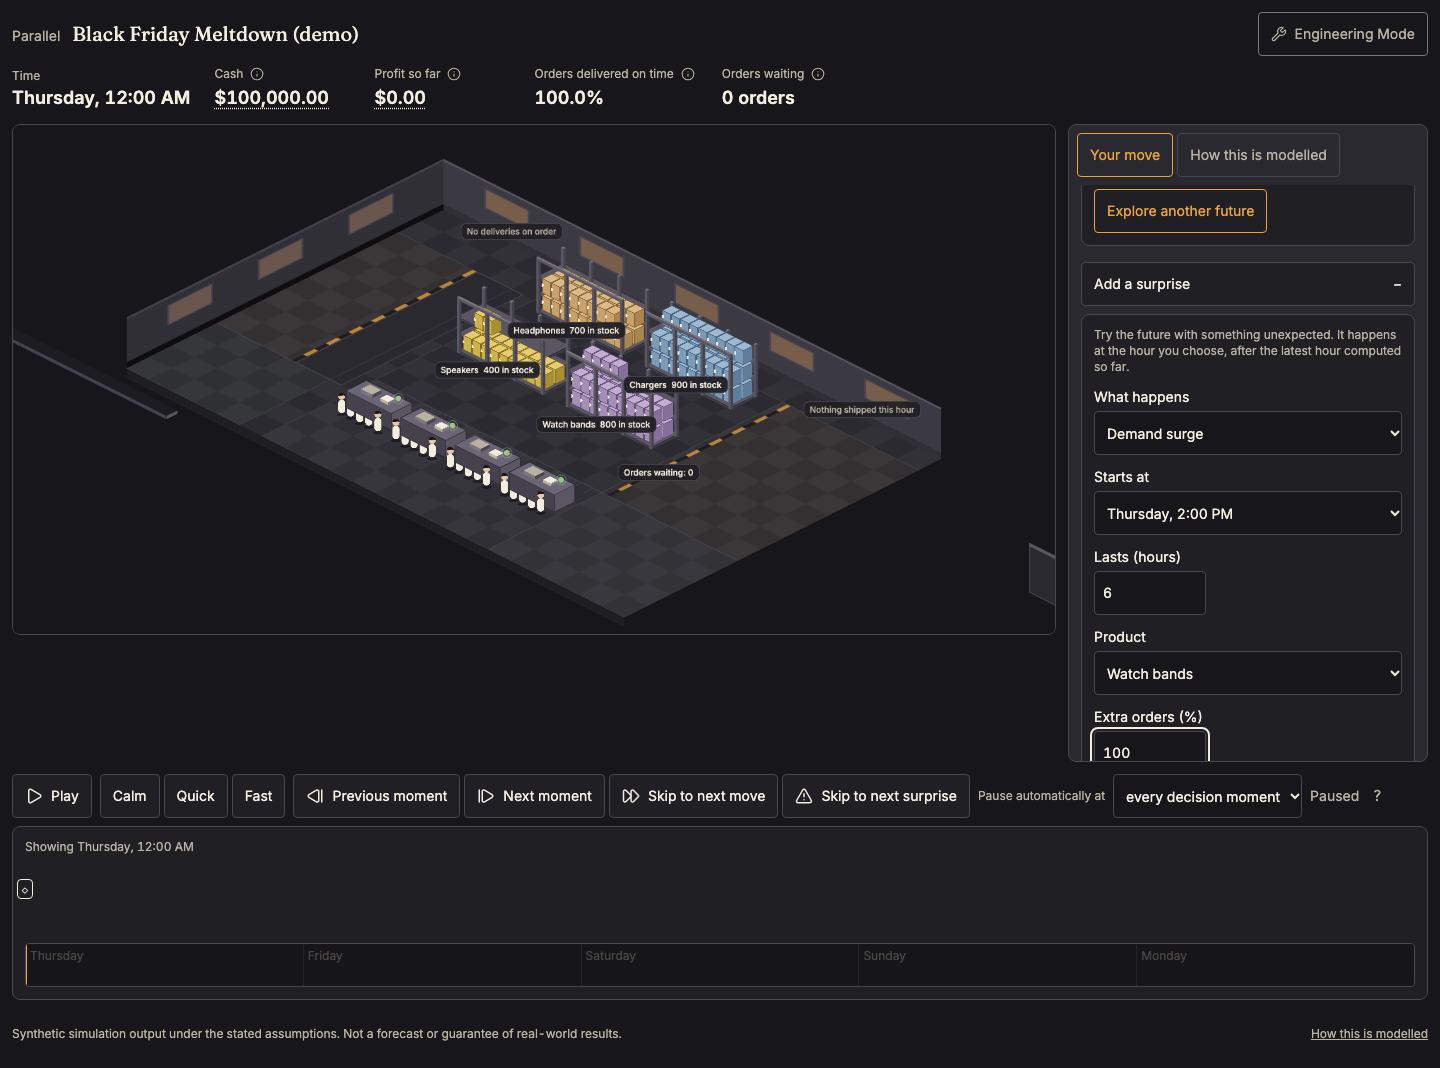 Parallel Black Friday Meltdown (demo)
Engineering Mode
Time
Thursday, 12:00 AM
Cash
$100,000.00
Profit so far
$0.00
Orders delivered on time
100.0%
Orders waiting
0 orders
No deliveries on order
Headphones 700 in stock
Speakers 400 in stock
Chargers 900 in stock
Nothing shipped this hour
Watch bands 800 in stock
Orders waiting: 0
Your move
How this is modelled
Explore another future
Add a surprise
–
Try the future with something unexpected. It happens
at the hour you choose, after the latest hour computed
so far.
What happens
Demand surge
Starts at
Thursday, 2:00 PM
Lasts (hours)
6
Product
Watch bands
Extra orders (%)
100
Play
Calm
Quick
Fast
Previous moment
Next moment
Skip to next move
Skip to next surprise
Pause automatically at
every decision moment
Paused
?
Showing Thursday, 12:00 AM
Thursday
Friday
Saturday
Sunday
Monday
Synthetic simulation output under the stated assumptions. Not a forecast or guarantee of real-world results.
How this is modelled